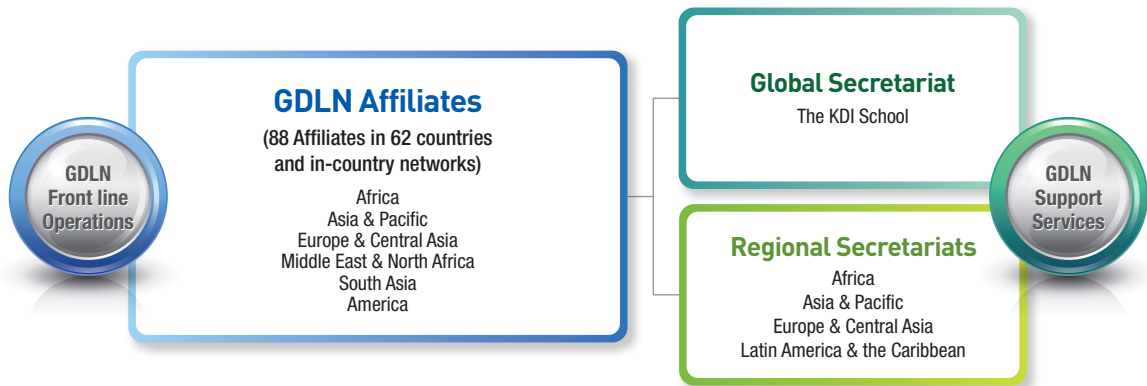 GDLN
Front line
Operations
GDLN Affiliates
(88 Affiliates in 62 countries
and in-country networks)
Africa
Asia & Pacific
Europe & Central Asia
Middle East & North Africa
South Asia
America
Global Secretariat
The KDI School
Regional Secretariats
Africa
Asia & Pacific
Europe & Central Asia
Latin America & the Caribbean
GDLN
Support
Services